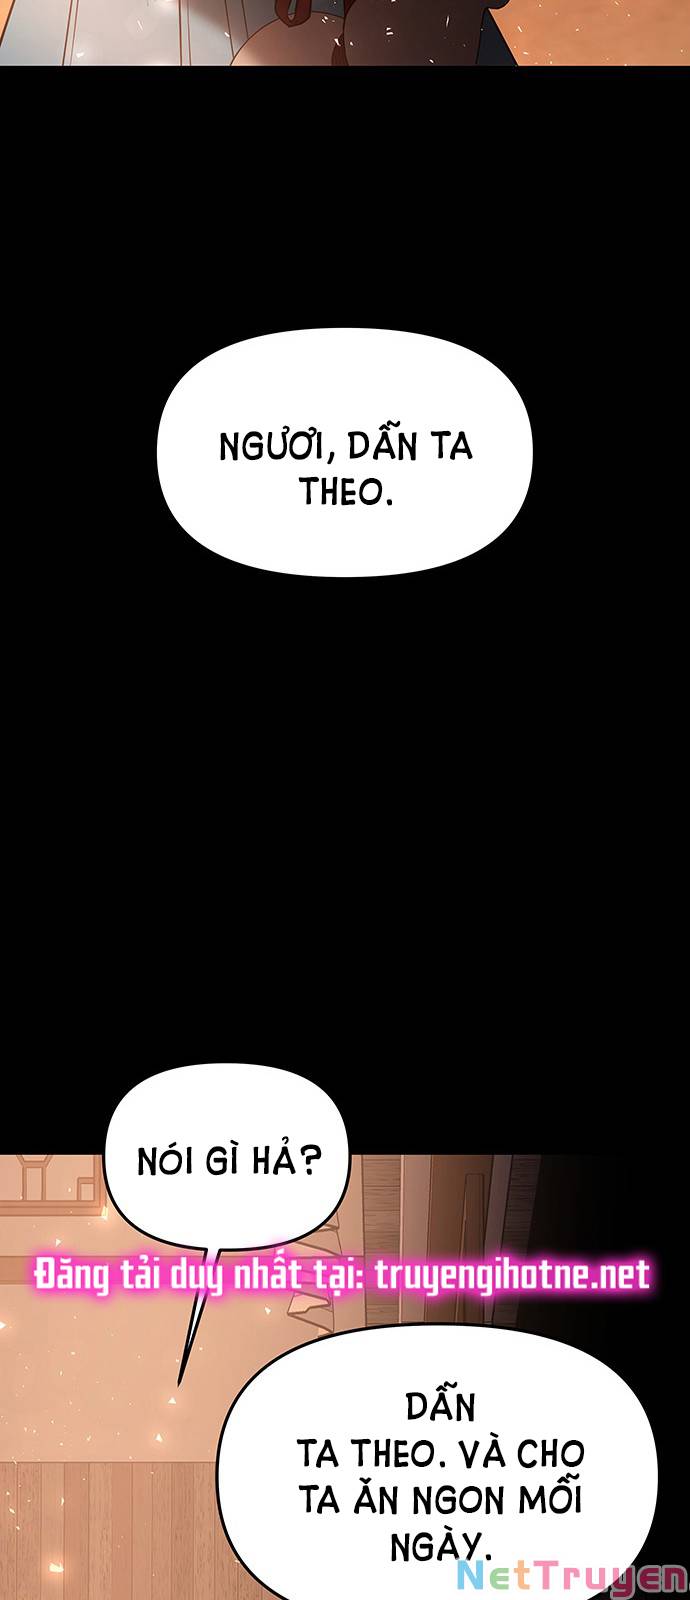 NGƯƠI, DẪN TA
THEO.
NÓI GÌ HẢ?
Đăng tải duy nhất tại: truyengihotne.net
DẪN
TA THEO. VÀ CHO
TA ĂN NGON MỖI
NGÀY.
NetTruyen